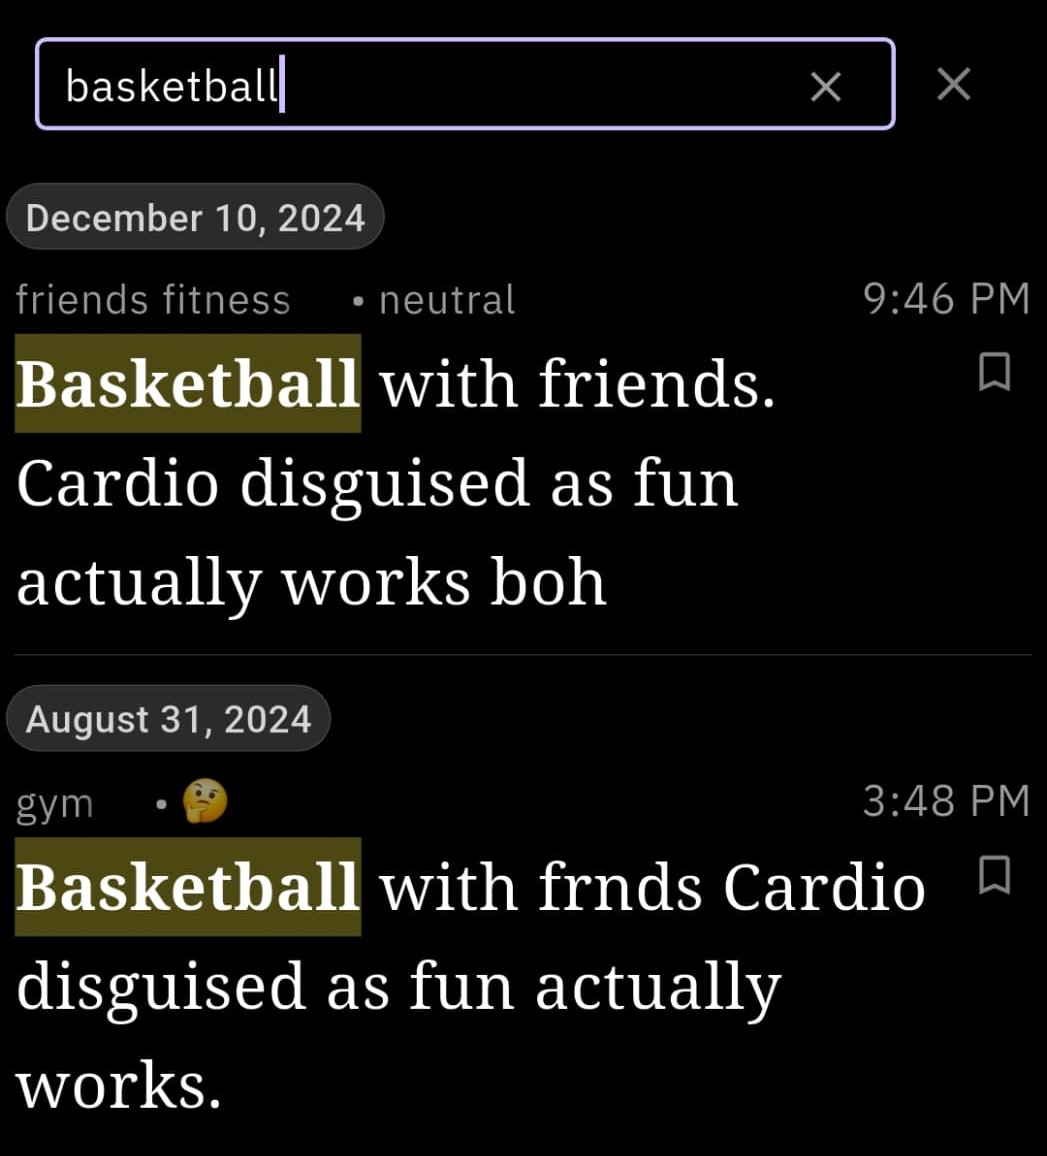 basketball
December 10, 2024
friends fitness • neutral 9:46 PM
Basketball with friends.
Cardio disguised as fun
actually works boh
August 31, 2024
gym • 🤔 3:48 PM
Basketball with frnds Cardio
disguised as fun actually
works.